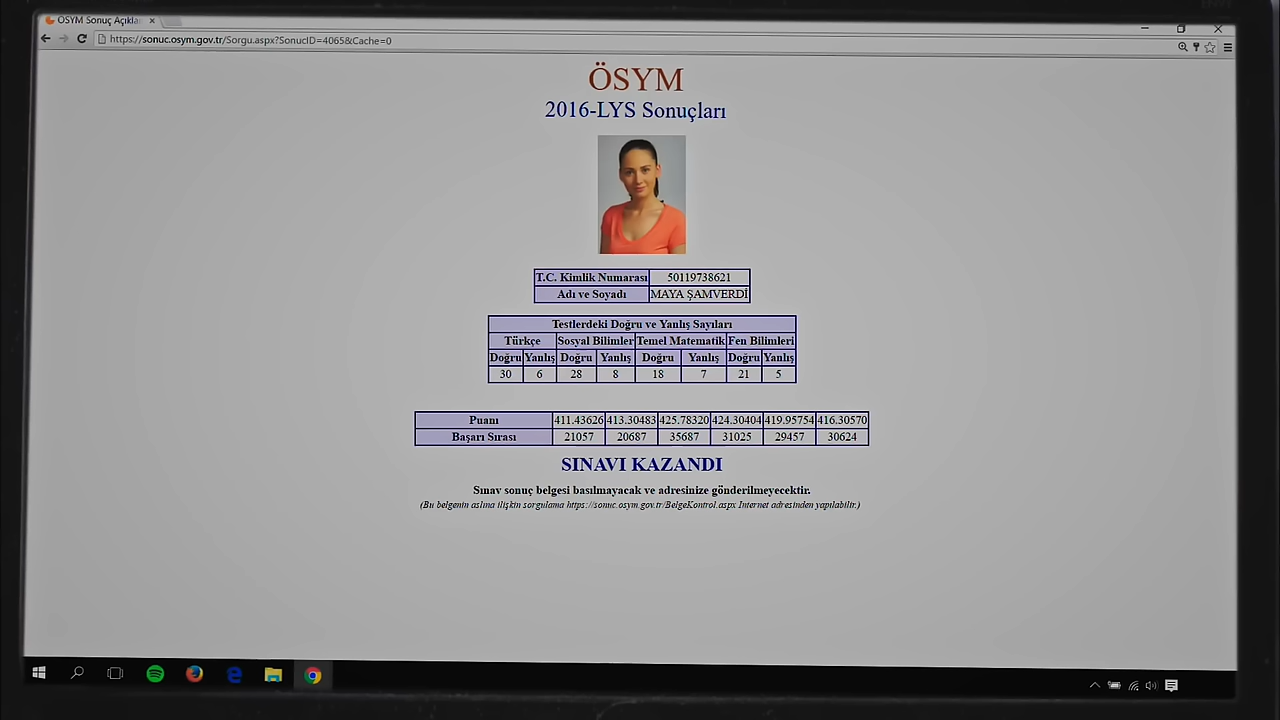 ÖSYM Sonuç Açıkla
https://sonuc.osym.gov.tr/Sorgu.aspx?SonucID=4065&Cache=0
ÖSYM
2016-LYS Sonuçları
T.C. Kimlik Numarası 50119738621
Adı ve Soyadı MAYA ŞAMVERDİ
Testlerdeki Doğru ve Yanlış Sayıları
Türkçe Sosyal Bilimler Temel Matematik Fen Bilimleri
Doğru Yanlış Doğru Yanlış Doğru Yanlış Doğru Yanlış
30 6 28 8 18 7 21 5
Puanı 411.43626 413.30483 425.78320 424.30404 419.95754 416.30570
Başarı Sırası 21057 20687 35687 31025 29457 30624
SINAVI KAZANDI
Sınav sonuç belgesi basılmayacak ve adresinize gönderilmeyecektir.
(Bu belgenin aslına ilişkin sorgulama https://sonuc.osym.gov.tr/BelgeKontrol.aspx Internet adresinden yapılabilir.)